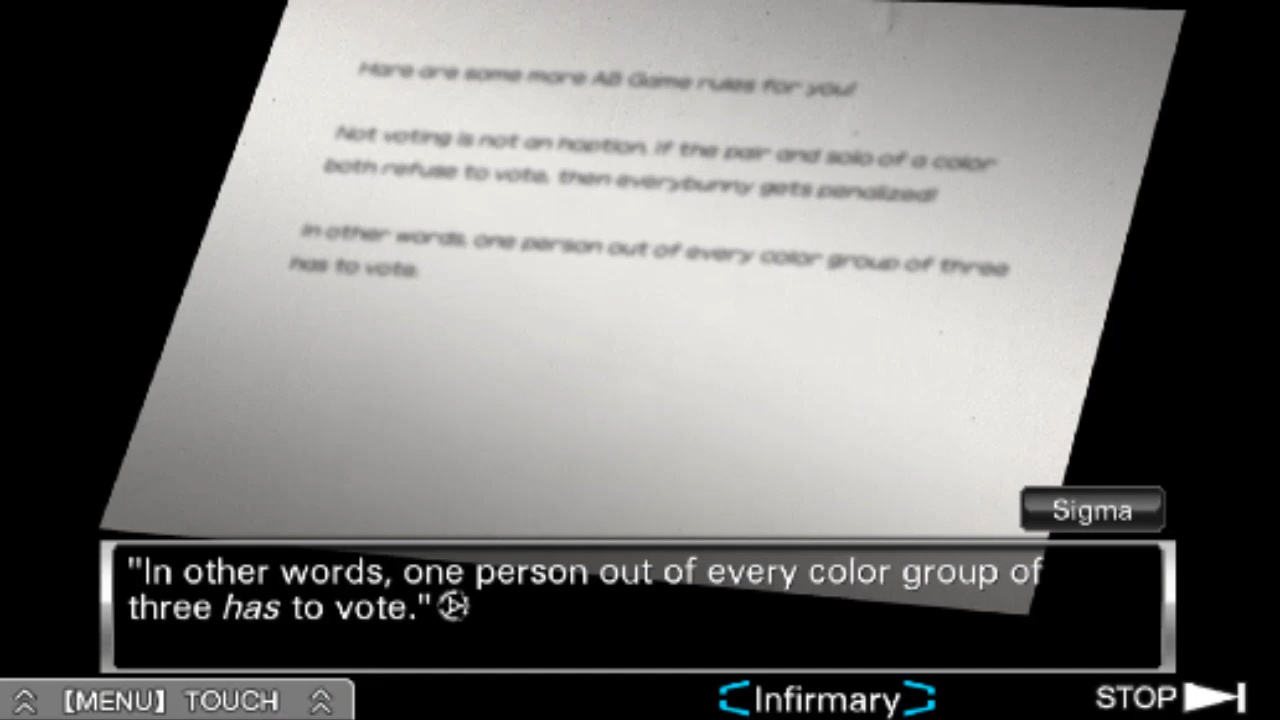 Here are some more AB Game rules for you!
Not voting is not an hoption. If the pair and solo of a color
both refuse to vote, then everybunny gets penalized!
In other words, one person out of every color group of three
has to vote.
Sigma
"In other words, one person out of every color group of
three has to vote."
[MENU] TOUCH
Infirmary
STOP